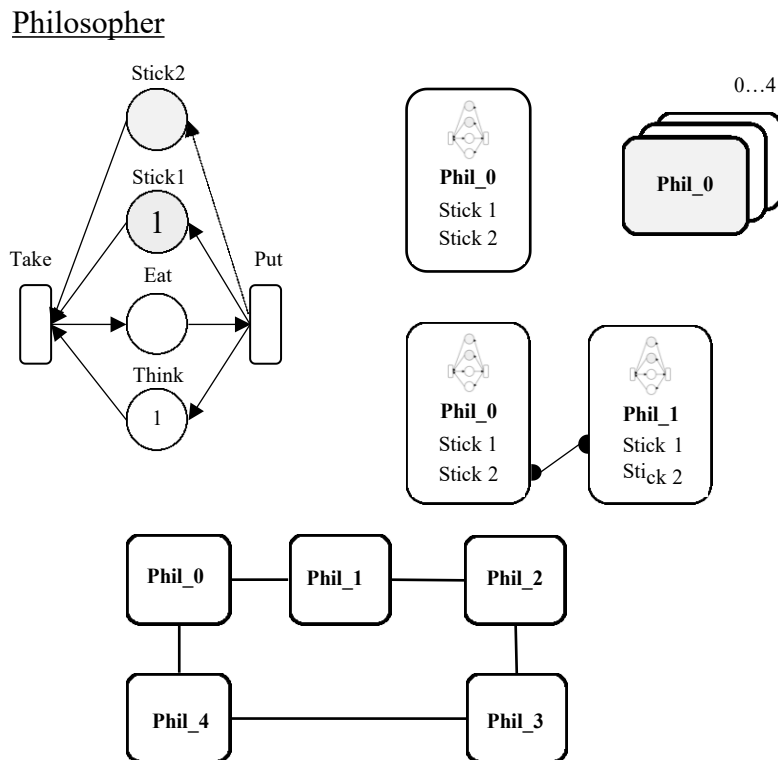 Philosopher
Stick2
Stick1
1
Take
Eat
Put
Think
1
Phil_0
Stick 1
Stick 2
0…4
Phil_0
Phil_0
Stick 1
Stick 2
Phil_1
Stick 1
Stick 2
Phil_0
Phil_1
Phil_2
Phil_4
Phil_3